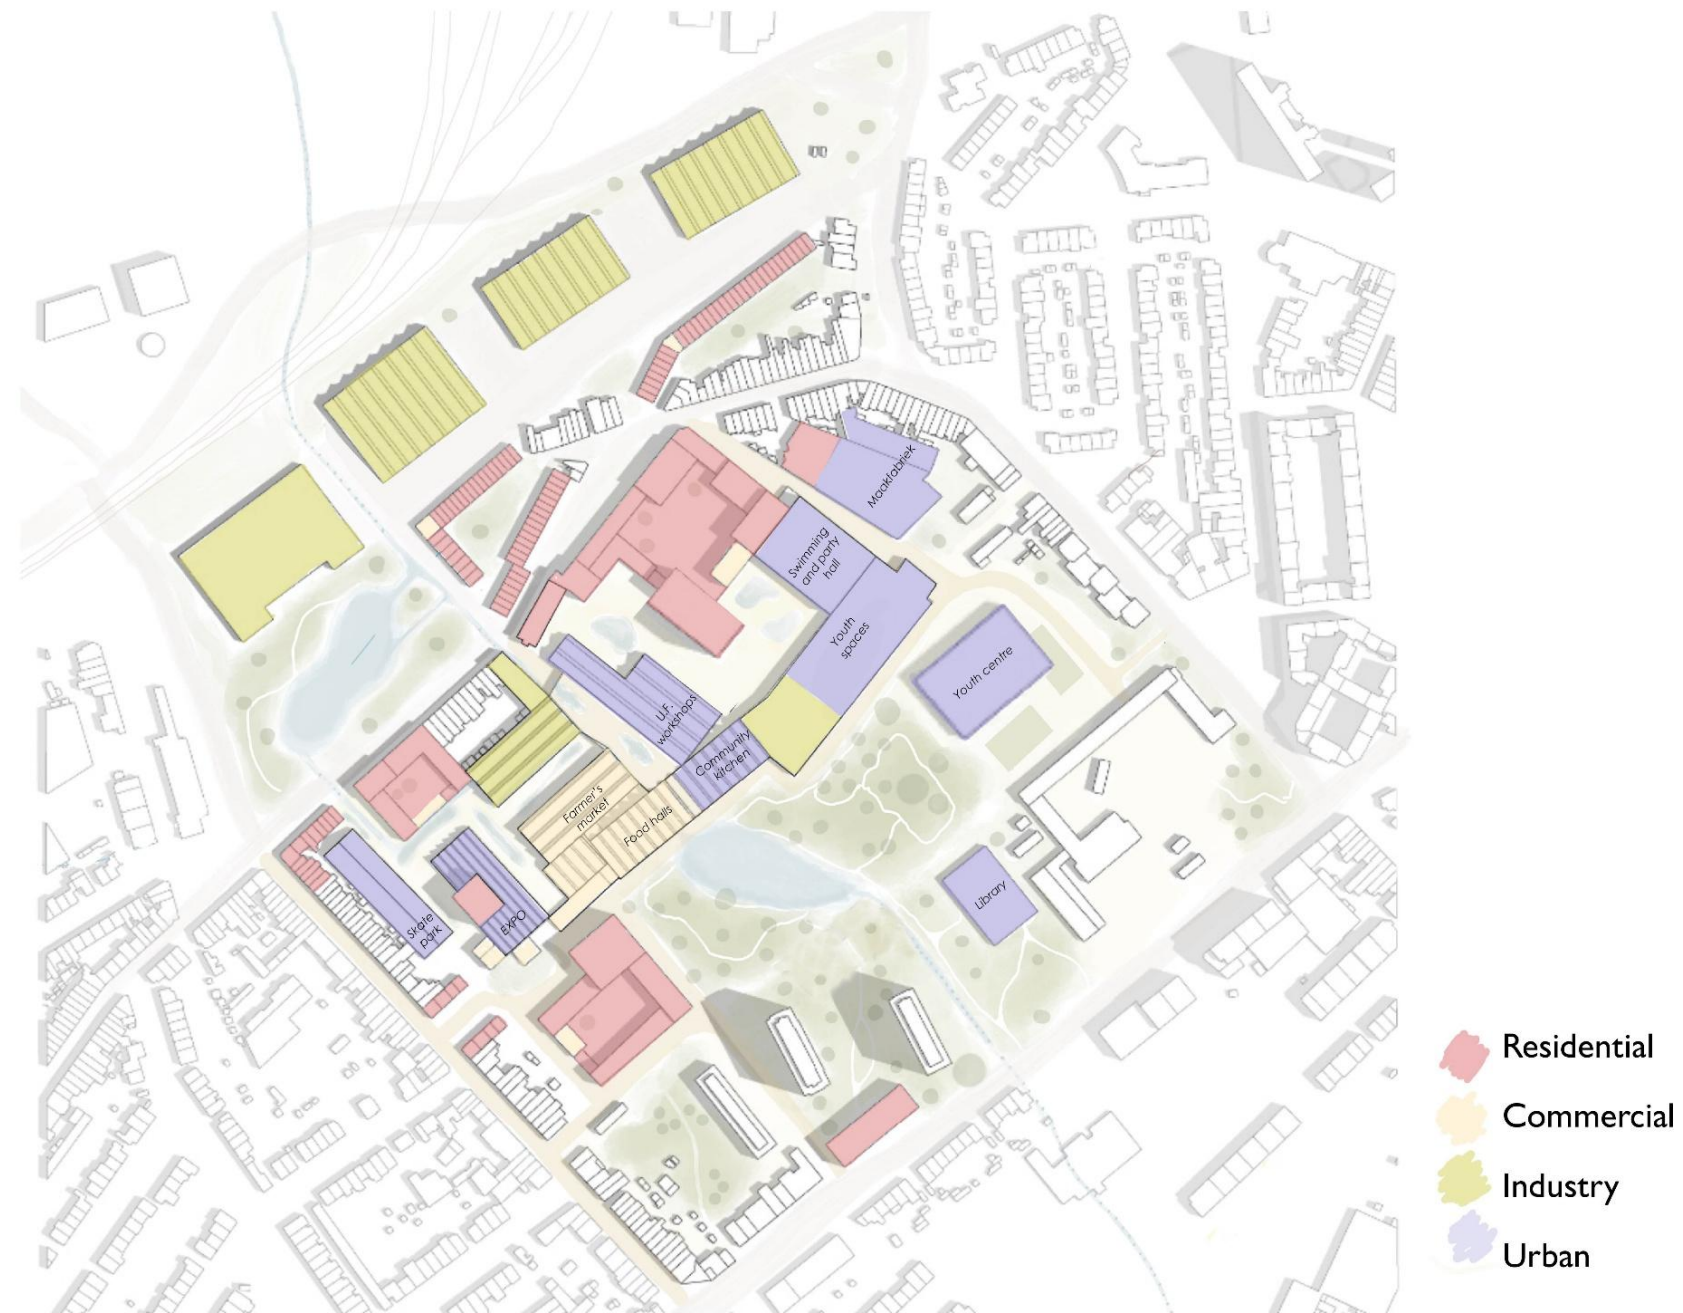 Maakfabriek
Swimming
and party
hall
Youth
spaces
Youth centre
U.F.
workshops
Community
kitchen
Farmer's
market
Food halls
Library
Skate
park
EXPO
Residential
Commercial
Industry
Urban